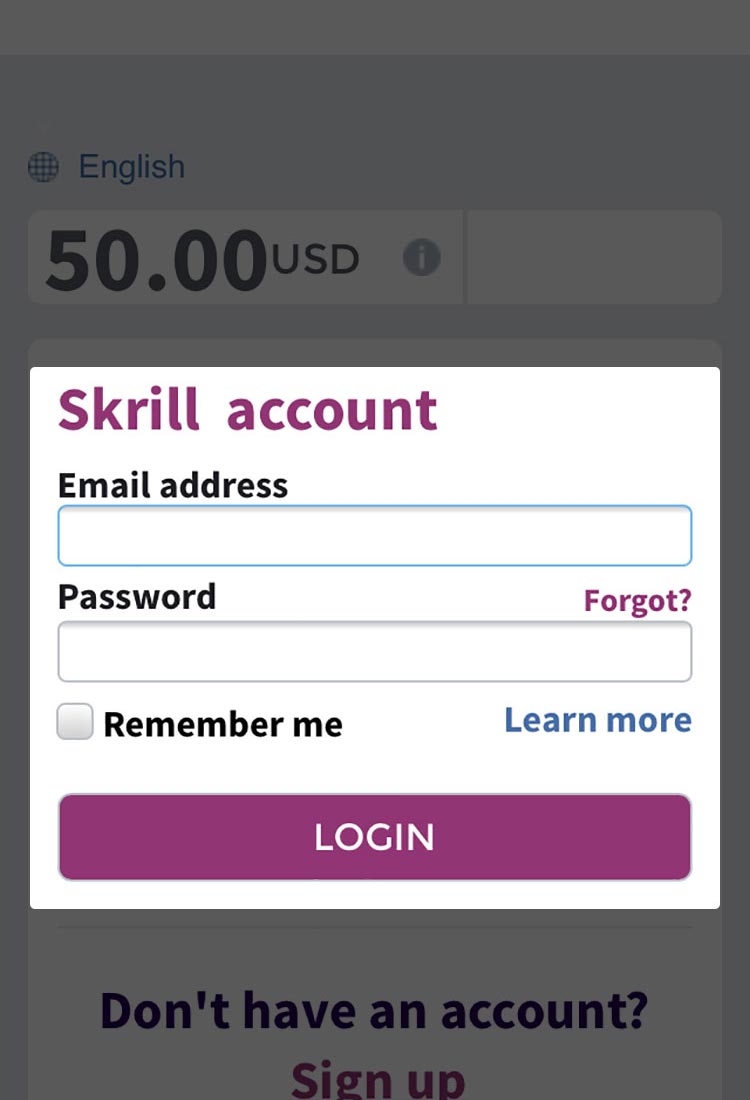 English
50.00USD i
Skrill account
Email address
Password Forgot?
Remember me Learn more
LOGIN
Don't have an account?
Sign up